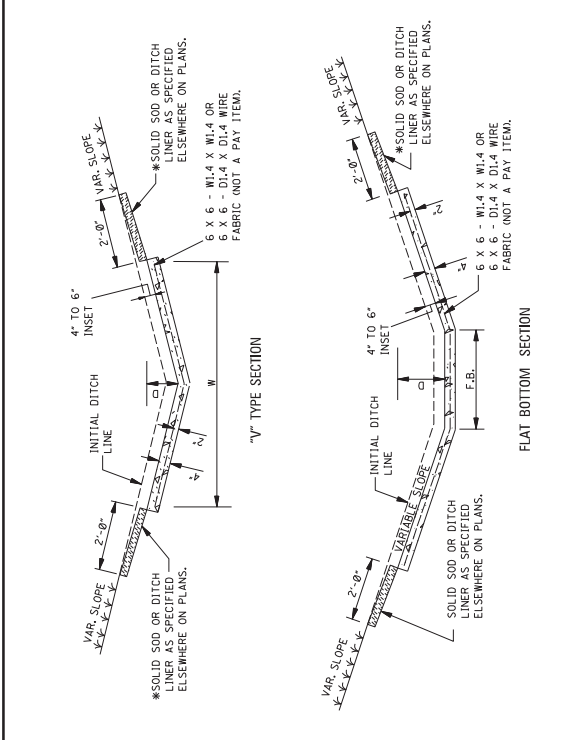 VAR. SLOPE
2'-0"
INITIAL DITCH
LINE
4" TO 6"
INSET
2'-0"
VAR. SLOPE
*SOLID SOD OR DITCH
LINER AS SPECIFIED
ELSEWHERE ON PLANS.
D
6 X 6 - W1.4 X W1.4 OR
6 X 6 - D1.4 X D1.4 WIRE
FABRIC (NOT A PAY ITEM).
4"
2"
W
*SOLID SOD OR DITCH
LINER AS SPECIFIED
ELSEWHERE ON PLANS.
"V" TYPE SECTION
VAR. SLOPE
2'-0"
INITIAL DITCH
LINE
VARIABLE SLOPE
4" TO 6"
INSET
2'-0"
VAR. SLOPE
*SOLID SOD OR DITCH
LINER AS SPECIFIED
ELSEWHERE ON PLANS.
D
2"
4"
F.B.
6 X 6 - W1.4 X W1.4 OR
6 X 6 - D1.4 X D1.4 WIRE
FABRIC (NOT A PAY ITEM).
SOLID SOD OR DITCH
LINER AS SPECIFIED
ELSEWHERE ON PLANS.
FLAT BOTTOM SECTION